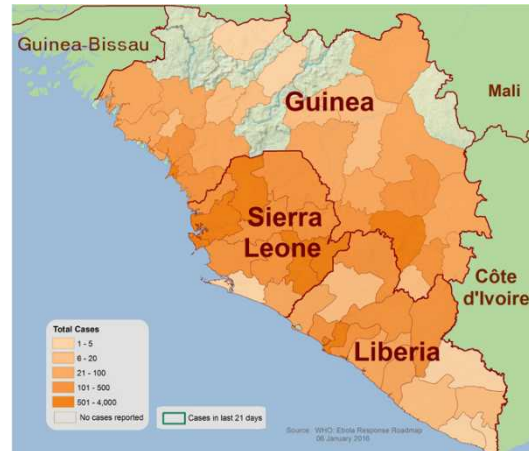 Guinea-Bissau
Guinea
Mali
Sierra
Leone
Côte
d'Ivoire
Liberia
Total Cases
1 - 5
6 - 20
21 - 100
101 - 500
501 - 4,000
No cases reported
Cases in last 21 days
Source: WHO: Ebola Response Roadmap
06 January 2016